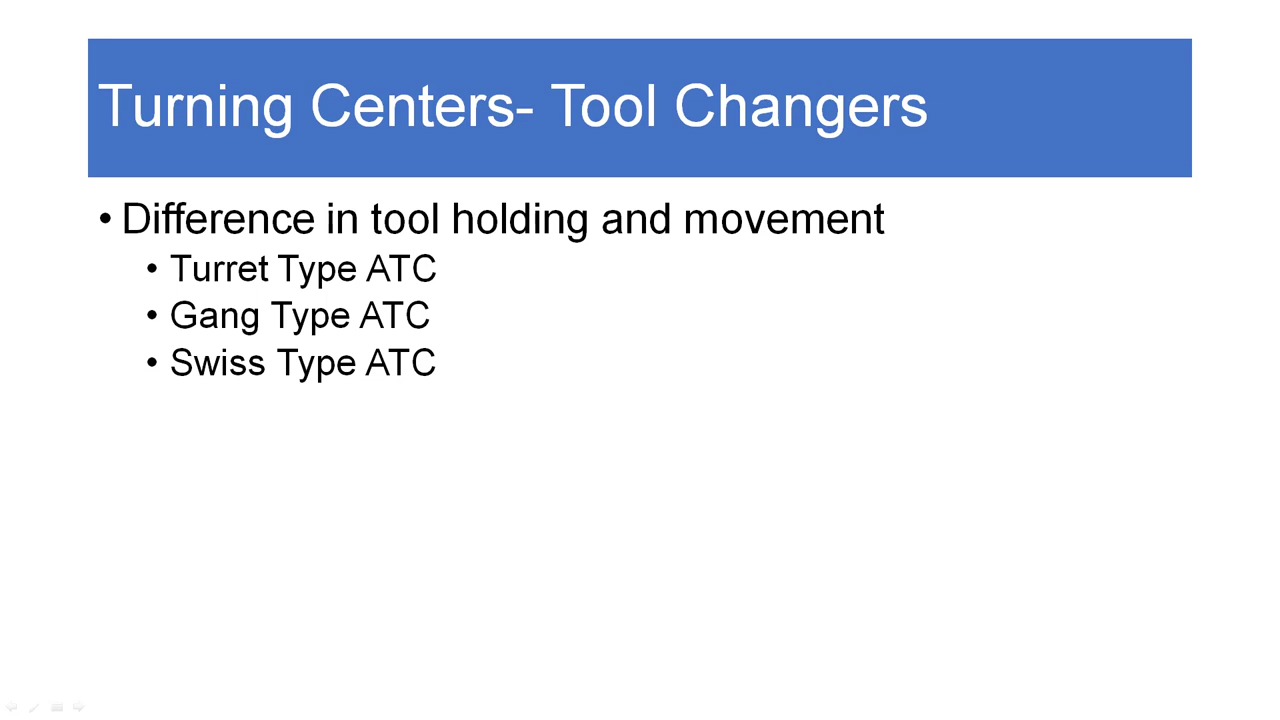 Turning Centers- Tool Changers
• Difference in tool holding and movement
• Turret Type ATC
• Gang Type ATC
• Swiss Type ATC